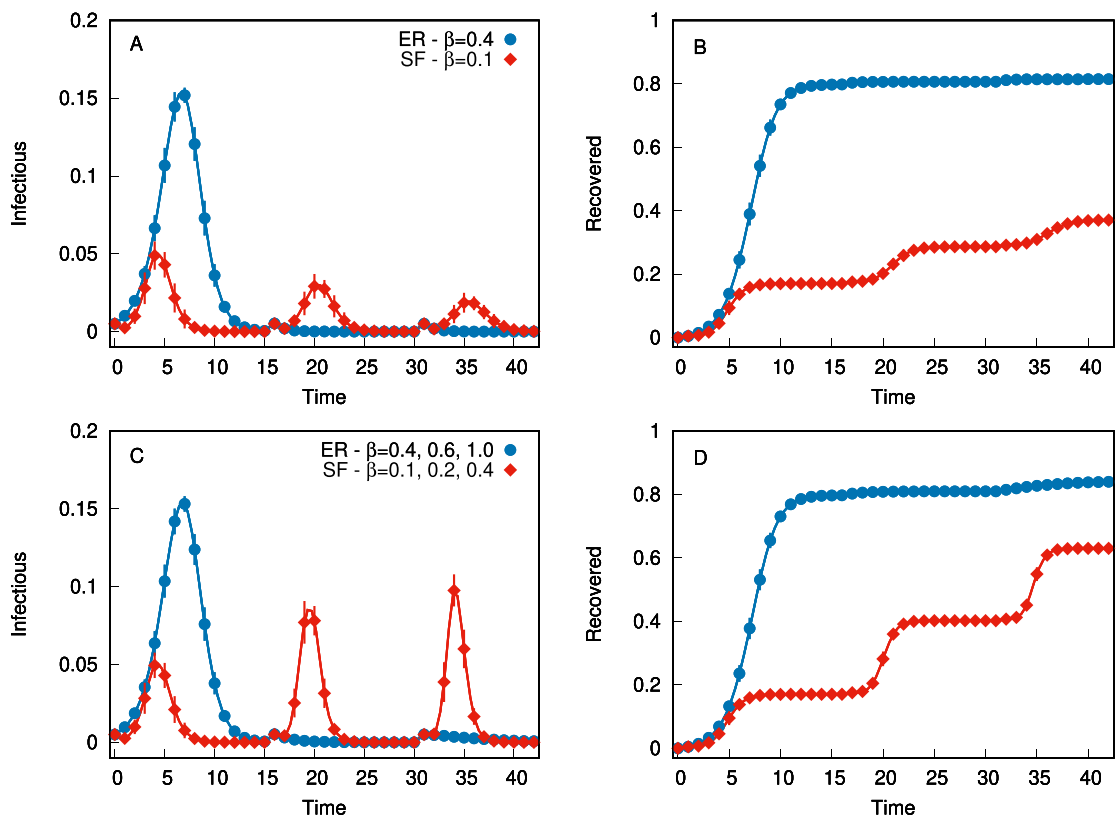 A
ER - β=0.4
SF - β=0.1
Infectious
0.2
0.15
0.1
0.05
0
0 5 10 15 20 25 30 35 40
Time
B
Recovered
1
0.8
0.6
0.4
0.2
0
0 5 10 15 20 25 30 35 40
Time
C
ER - β=0.4, 0.6, 1.0
SF - β=0.1, 0.2, 0.4
Infectious
0.2
0.15
0.1
0.05
0
0 5 10 15 20 25 30 35 40
Time
D
Recovered
1
0.8
0.6
0.4
0.2
0
0 5 10 15 20 25 30 35 40
Time